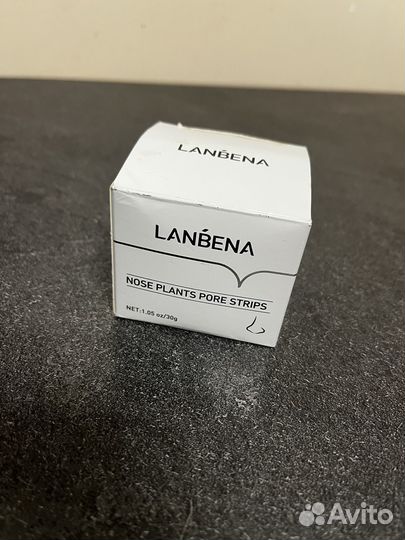 LANBENA
LANBENA
NOSE PLANTS PORE STRIPS
NET:1.05 oz/30g
Avito